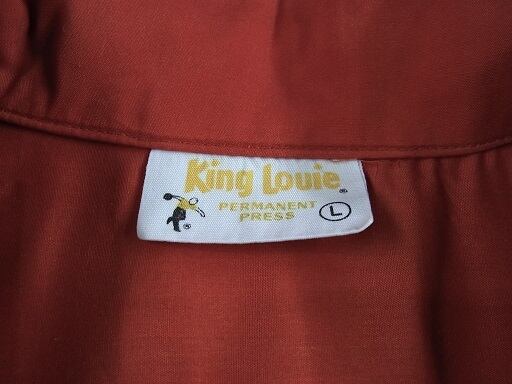 King Louie®
PERMANENT
PRESS
L
®